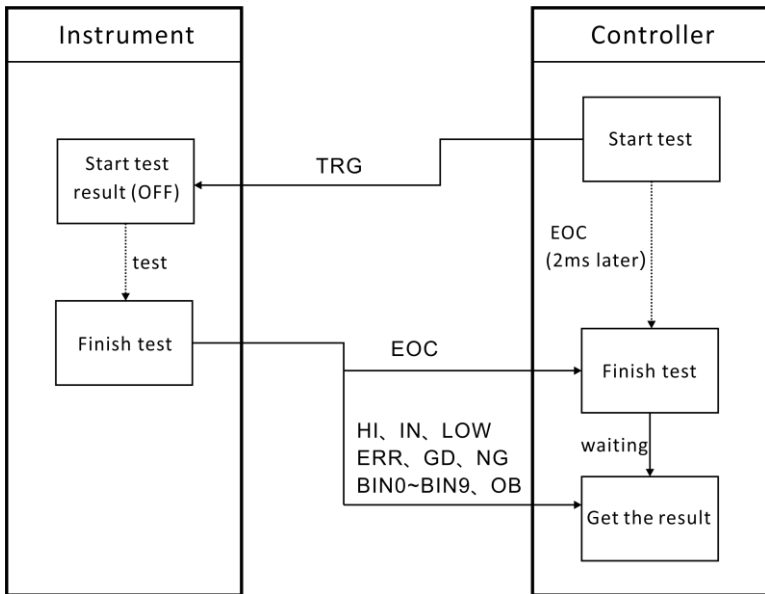 Instrument
Controller
Start test
TRG
Start test
result (OFF)
EOC
(2ms later)
test
Finish test
EOC
Finish test
HI、IN、LOW
ERR、GD、NG
BIN0~BIN9、OB
waiting
Get the result